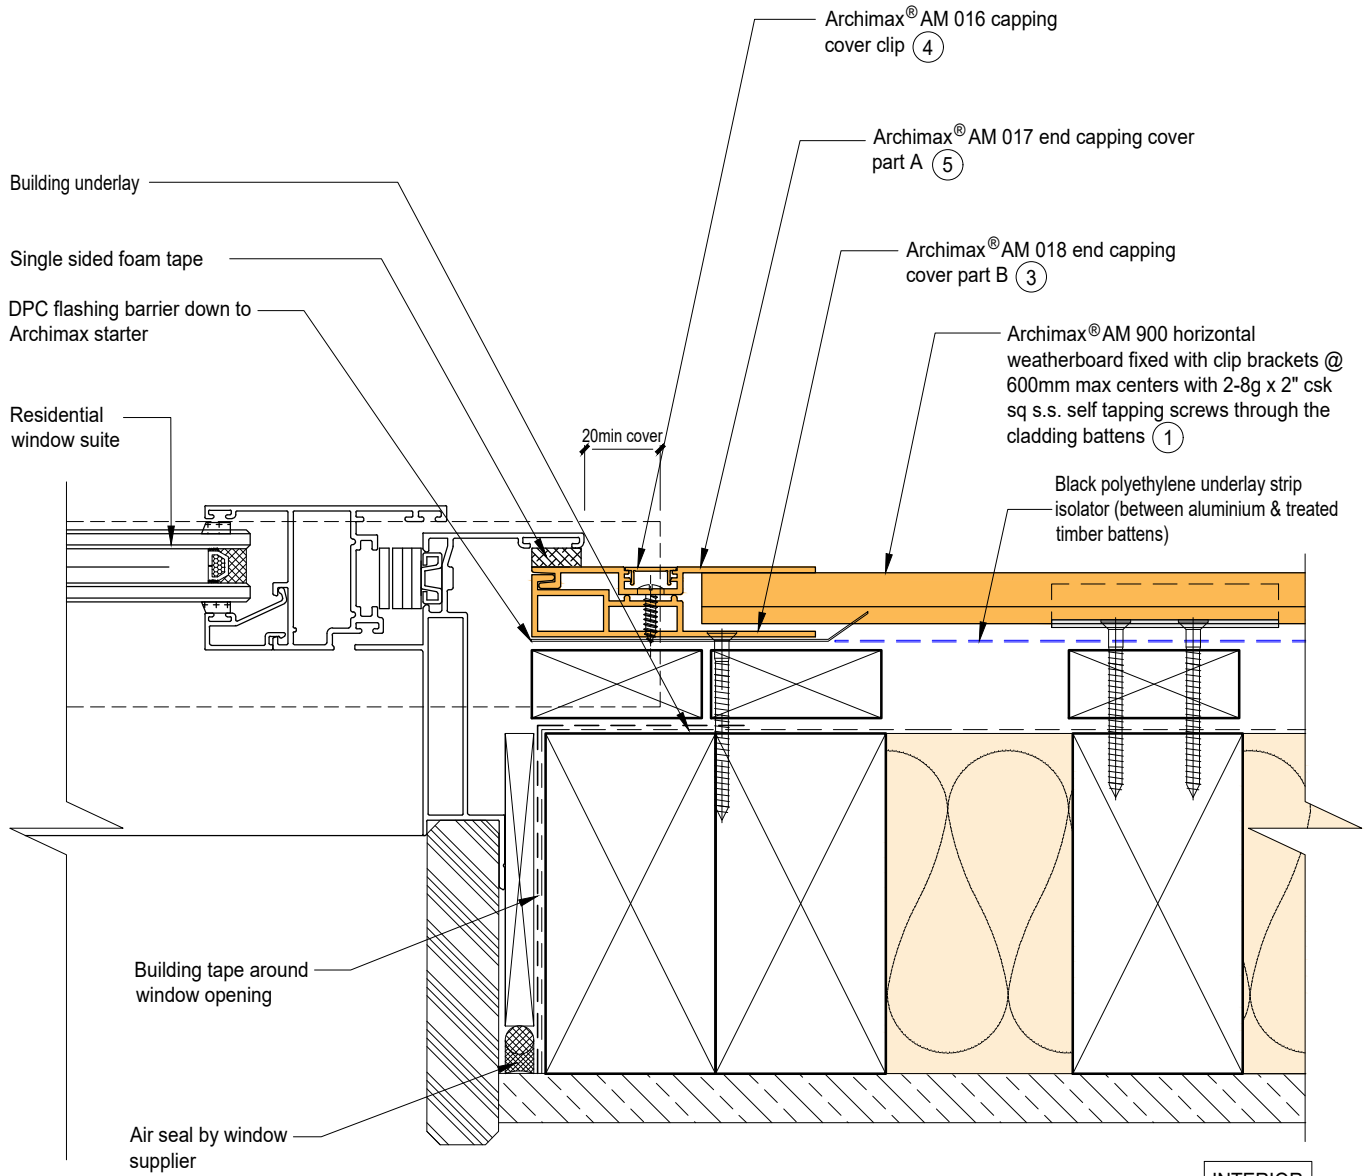 Archimax® AM 016 capping
cover clip 4
Archimax® AM 017 end capping cover
part A 5
Building underlay
Single sided foam tape
Archimax® AM 018 end capping
cover part B 3
DPC flashing barrier down to
Archimax starter
Archimax® AM 900 horizontal
weatherboard fixed with clip brackets @
600mm max centers with 2-8g x 2" csk
sq s.s. self tapping screws through the
cladding battens 1
Residential
window suite
20min cover
Black polyethylene underlay strip
isolator (between aluminium & treated
timber battens)
Building tape around
window opening
Air seal by window
supplier
INTERIOR